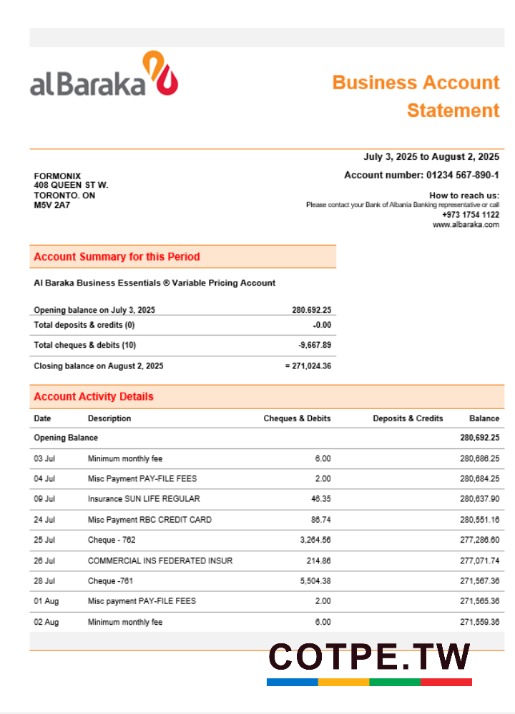 al Baraka
Business Account
Statement
July 3, 2025 to August 2, 2025
FORMONIX
408 QUEEN ST W.
TORONTO. ON
M5V 2A7
Account number: 01234 567-890-1
How to reach us:
Please contact your Bank of Albania Banking representative or call
+973 1754 1122
www.albaraka.com
Account Summary for this Period
Al Baraka Business Essentials ® Variable Pricing Account
Opening balance on July 3, 2025 280.692.25
Total deposits & credits (0) -0.00
Total cheques & debits (10) -9,667.89
Closing balance on August 2, 2025 = 271,024.36
Account Activity Details
Date Description Cheques & Debits Deposits & Credits Balance
Opening Balance 280,692.25
03 Jul Minimum monthly fee 6.00 280,686.25
04 Jul Misc Payment PAY-FILE FEES 2.00 280,684.25
09 Jul Insurance SUN LIFE REGULAR 46.35 280,637.90
24 Jul Misc Payment RBC CREDIT CARD 86.74 280,551.16
25 Jul Cheque - 762 3,264.56 277,286.60
26 Jul COMMERCIAL INS FEDERATED INSUR 214.86 277,071.74
28 Jul Cheque -761 5,504.38 271,567.36
01 Aug Misc payment PAY-FILE FEES 2.00 271,565.36
02 Aug Minimum monthly fee 6.00 271,559.36
COTPE.TW